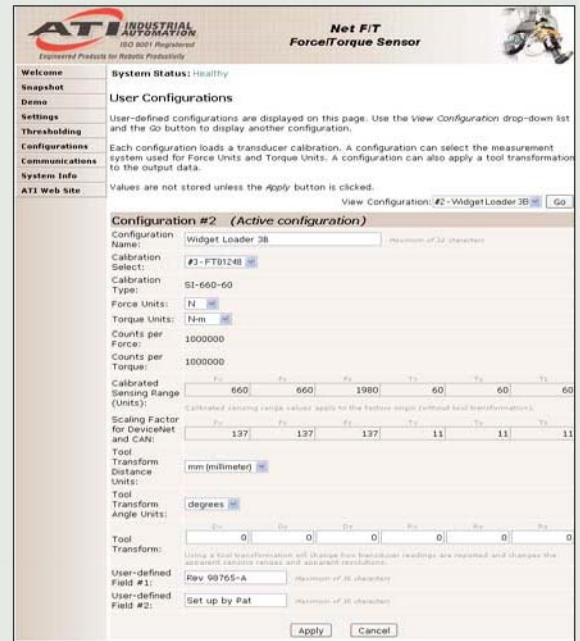 ATI INDUSTRIAL
AUTOMATION
ISO 9001 Registered
Engineered Products for Robotic Productivity
Net F/T
Force/Torque Sensor
Welcome
Snapshot
Demo
Settings
Thresholding
Configurations
Communications
System Info
ATI Web Site
System Status: Healthy
User Configurations
User-defined configurations are displayed on this page. Use the View Configuration drop-down list
and the Go button to display another configuration.
Each configuration loads a transducer calibration. A configuration can select the measurement
system used for Force Units and Torque Units. A configuration can also apply a tool transformation
to the output data.
Values are not stored unless the Apply button is clicked.
View Configuration: #2 - Widget Loader 3B Go
Configuration #2 (Active configuration)
Configuration Name: Widget Loader 3B Maximum of 32 characters
Calibration Select: #3 - FT01248
Calibration Type: SI-660-60
Force Units: N
Torque Units: N-m
Counts per Force: 1000000
Counts per Torque: 1000000
Fx Fy Fz Tx Ty Tz
Calibrated Sensing Range (Units): 660 660 1980 60 60 60
Calibrated sensing range values apply to the factory origin (without tool transformation).
Fx Fy Fz Tx Ty Tz
Scaling Factor for DeviceNet and CAN: 137 137 137 11 11 11
Tool Transform Distance Units: mm (millimeter)
Tool Transform Angle Units: degrees
Dx Dy Dz Rx Ry Rz
Tool Transform: 0 0 0 0 0 0
Using a tool transformation will change how transducer readings are reported and changes the
apparent sensing ranges and apparent resolutions.
User-defined Field #1: Rev 98765-A Maximum of 16 characters
User-defined Field #2: Set up by Pat Maximum of 16 characters
Apply Cancel